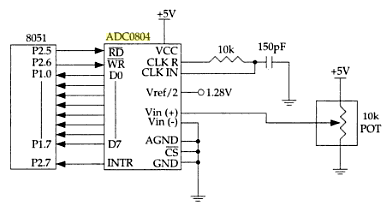 +5V
8051
ADC0804
P2.5
RD
VCC
10k
150pF
P2.6
WR
CLK R
P1.0
D0
CLK IN
+5V
Vref/2
1.28V
Vin (+)
10k
POT
Vin (-)
P1.7
D7
AGND
CS
P2.7
INTR
GND